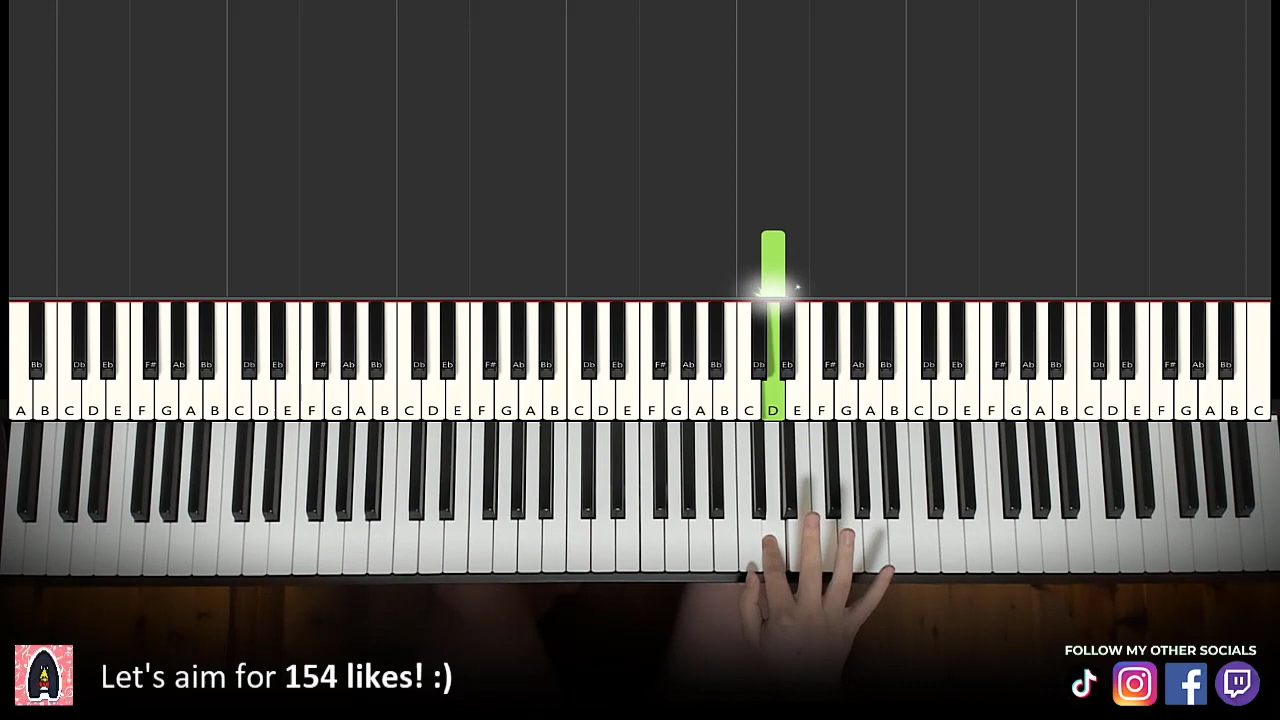 Bb Db Eb F# Ab Bb Db Eb F# Ab Bb Db Eb F# Ab Bb Db Eb F# Ab Bb Db Eb F# Ab Bb Db Eb F# Ab Bb Db Eb F# Ab Bb
A B C D E F G A B C D E F G A B C D E F G A B C D E F G A B C D E F G A B C D E F G A B C D E F G A B C
Let's aim for 154 likes! :)
FOLLOW MY OTHER SOCIALS